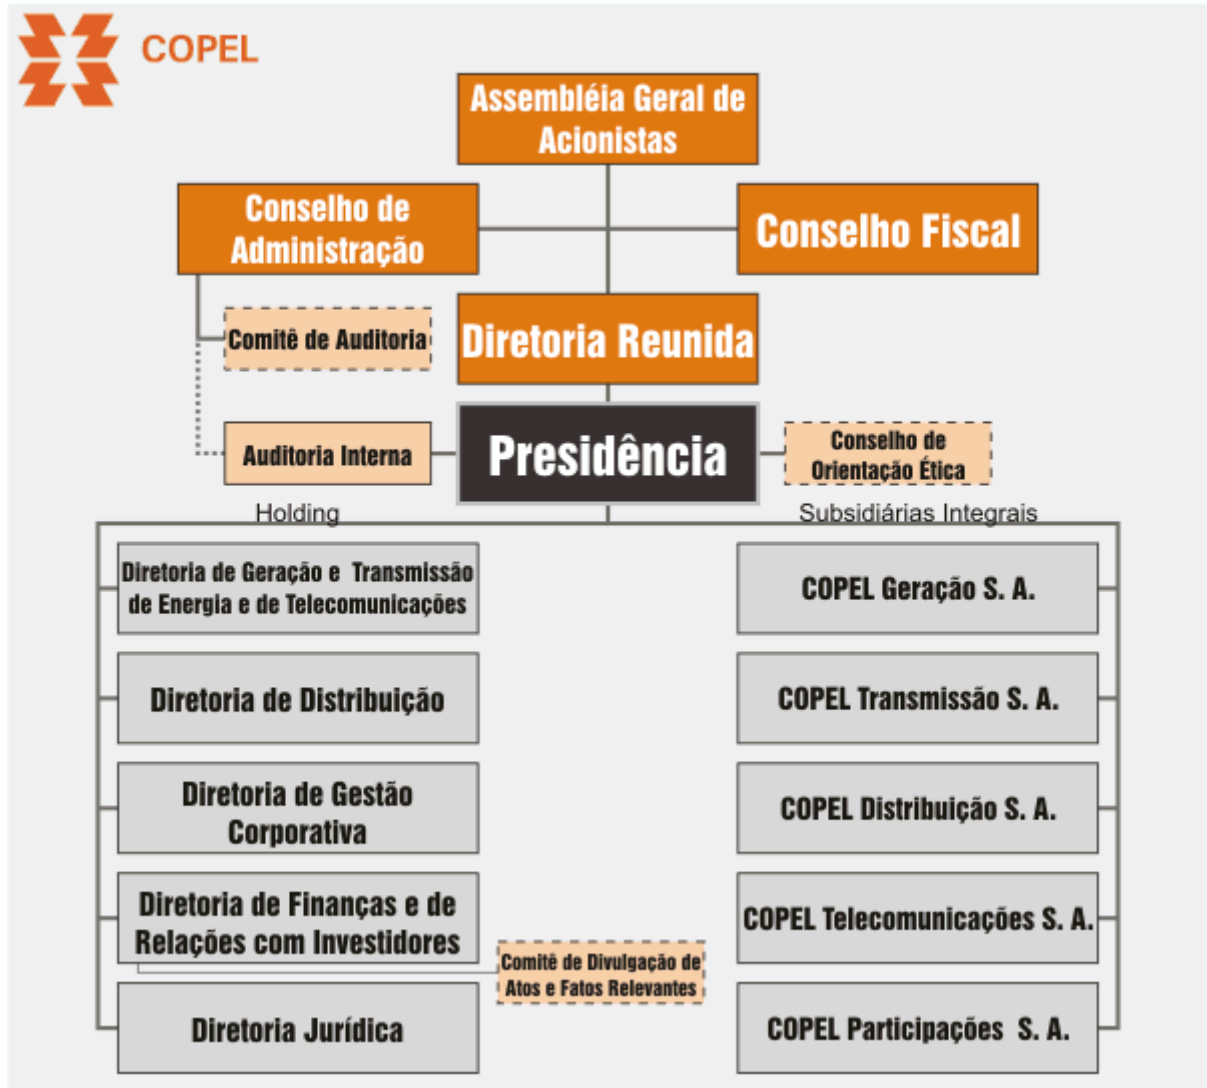 COPEL
Assembléia Geral de
Acionistas
Conselho de
Administração
Conselho Fiscal
Comitê de Auditoria
Diretoria Reunida
Auditoria Interna
Presidência
Conselho de
Orientação Ética
Holding
Subsidiárias Integrais
Diretoria de Geração e Transmissão
de Energia e de Telecomunicações
COPEL Geração S. A.
Diretoria de Distribuição
COPEL Transmissão S. A.
Diretoria de Gestão
Corporativa
COPEL Distribuição S. A.
Diretoria de Finanças e de
Relações com Investidores
COPEL Telecomunicações S. A.
Comitê de Divulgação de
Atos e Fatos Relevantes
Diretoria Jurídica
COPEL Participações S. A.